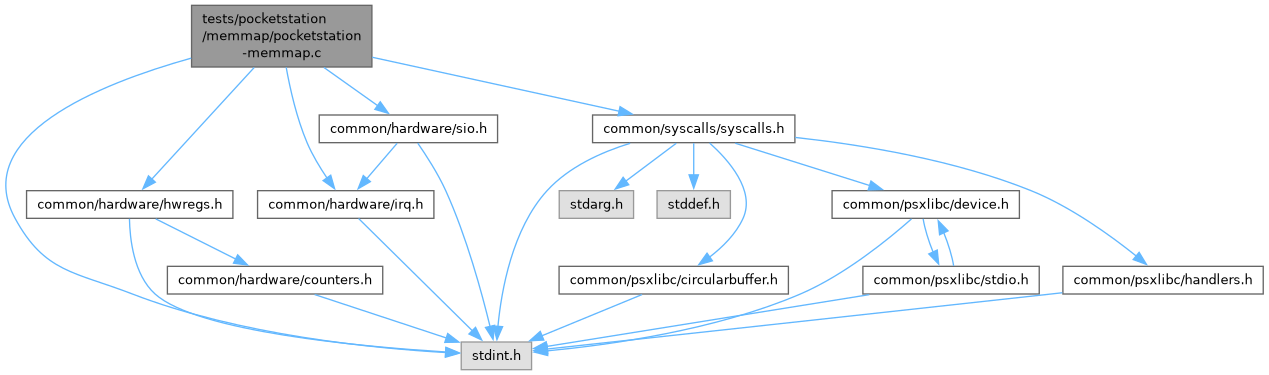 tests/pocketstation
/memmap/pocketstation
-memmap.c
common/hardware/sio.h
common/syscalls/syscalls.h
common/hardware/hwregs.h
common/hardware/irq.h
stdarg.h
stddef.h
common/psxlibc/device.h
common/hardware/counters.h
common/psxlibc/circularbuffer.h
common/psxlibc/stdio.h
common/psxlibc/handlers.h
stdint.h